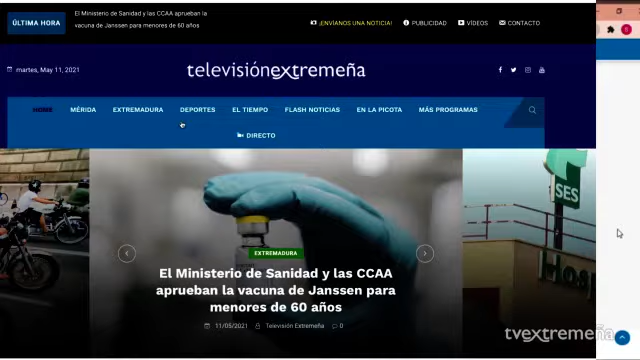 ÚLTIMA HORA
El Ministerio de Sanidad y las CCAA aprueban la
vacuna de Janssen para menores de 60 años
¡ENVÍANOS UNA NOTICIA!
PUBLICIDAD
VÍDEOS
CONTACTO
martes, May 11, 2021
televisiónextremeña
HOME
MÉRIDA
EXTREMADURA
DEPORTES
EL TIEMPO
FLASH NOTICIAS
EN LA PICOTA
MÁS PROGRAMAS
DIRECTO
SES
EXTREMADURA
El Ministerio de Sanidad y las CCAA
aprueban la vacuna de Janssen para
menores de 60 años
11/05/2021
Televisión Extremeña
0
tvextremeña